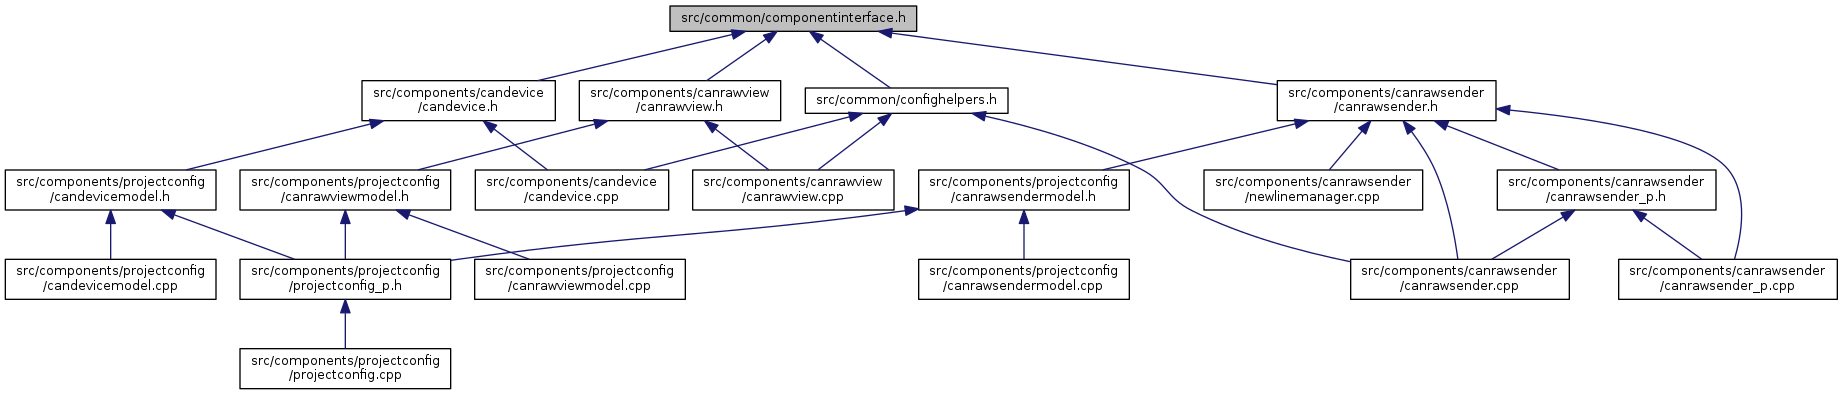 src/common/componentinterface.h
src/components/candevice
/candevice.h
src/components/canrawview
/canrawview.h
src/common/confighelpers.h
src/components/canrawsender
/canrawsender.h
src/components/projectconfig
/candevicemodel.h
src/components/projectconfig
/canrawviewmodel.h
src/components/candevice
/candevice.cpp
src/components/canrawview
/canrawview.cpp
src/components/projectconfig
/canrawsendermodel.h
src/components/canrawsender
/newlinemanager.cpp
src/components/canrawsender
/canrawsender_p.h
src/components/projectconfig
/candevicemodel.cpp
src/components/projectconfig
/projectconfig_p.h
src/components/projectconfig
/canrawviewmodel.cpp
src/components/projectconfig
/canrawsendermodel.cpp
src/components/canrawsender
/canrawsender.cpp
src/components/canrawsender
/canrawsender_p.cpp
src/components/projectconfig
/projectconfig.cpp